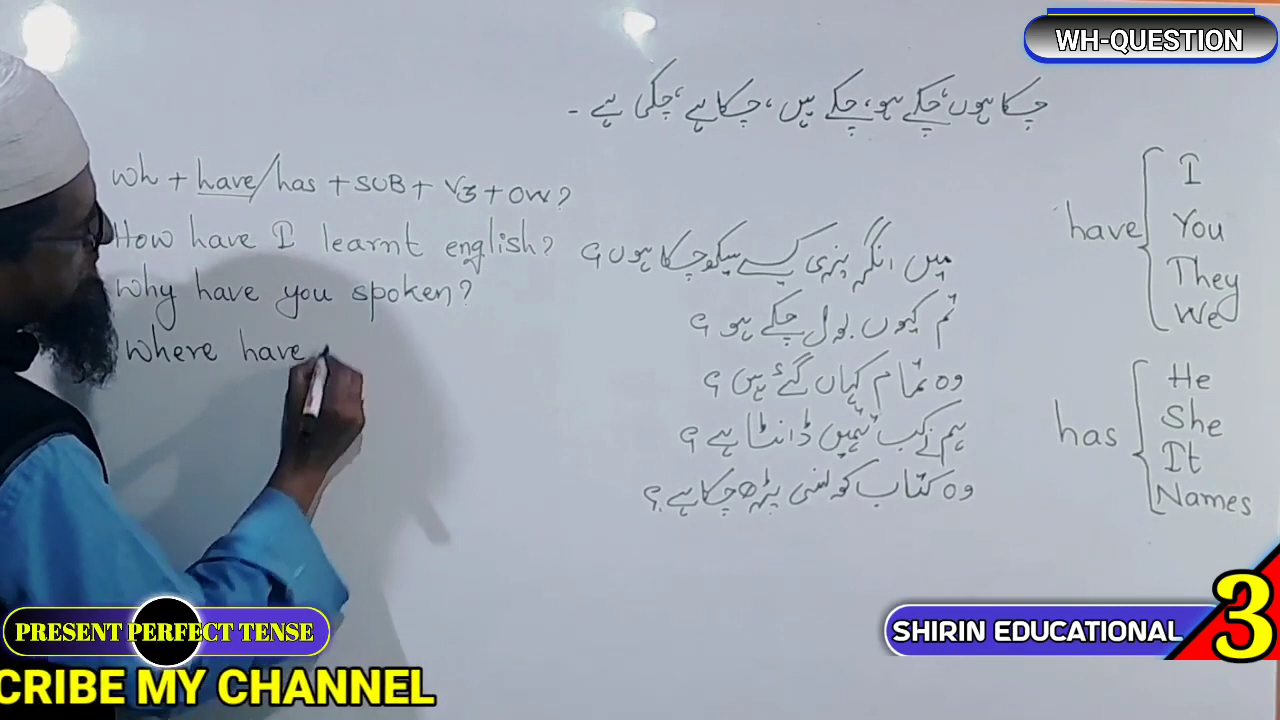 WH-QUESTION
چکا ہوں، چکے ہو، چکے ہیں، چکا ہے، چکی ہے۔
Wh + have/has + SUB + V3 + OW?
How have I learnt english?
میں انگریزی کیسے سیکھ چکا ہوں؟
Why have you spoken?
تم کیوں بول چکے ہو؟
Where have
وہ تمام کہاں گئے ہیں؟
ہم نے کب تمہیں ڈانٹا ہے؟
وہ کتاب کونسی پڑھ چکا ہے؟
have
I
You
They
We
has
He
She
It
Names
PRESENT PERFECT TENSE
SHIRIN EDUCATIONAL
3
CRIBE MY CHANNEL